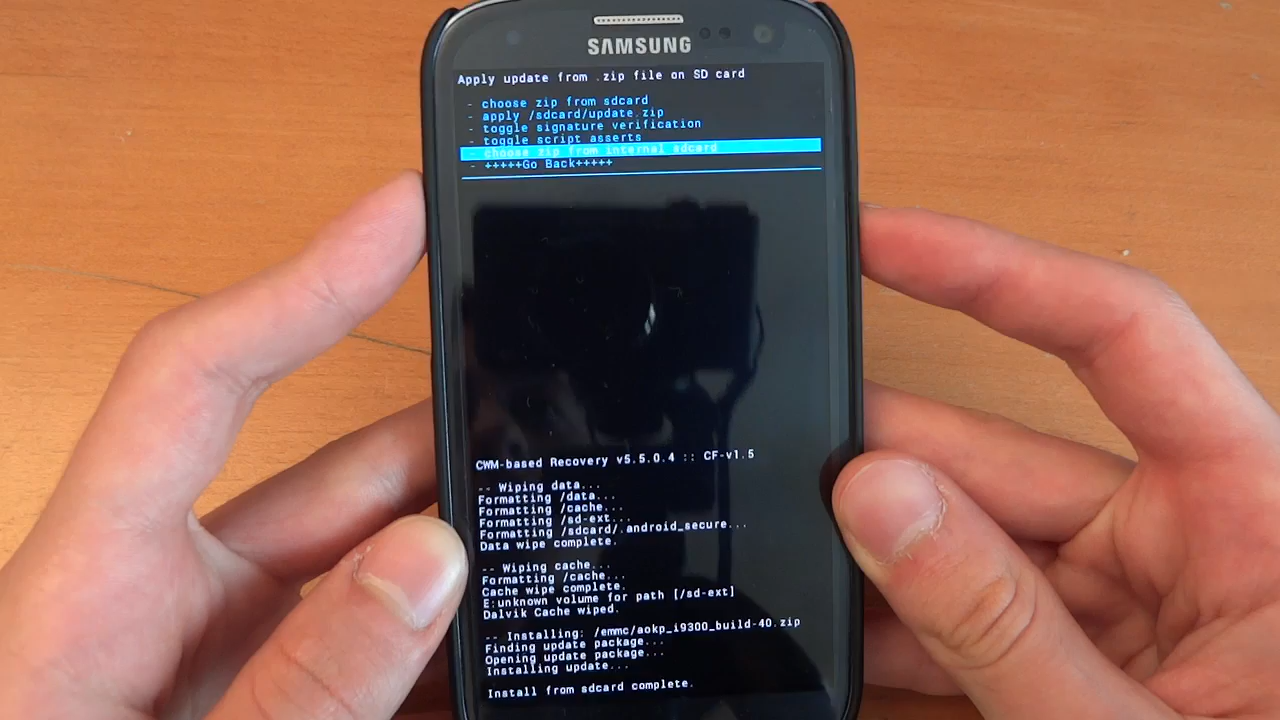 SAMSUNG
Apply update from .zip file on SD card
- choose zip from sdcard
- apply /sdcard/update.zip
- toggle signature verification
- toggle script asserts
- choose zip from internal sdcard
- +++++Go Back+++++
CWM-based Recovery v5.5.0.4 :: CF-v1.5
-- Wiping data...
Formatting /data...
Formatting /cache...
Formatting /sd-ext...
Formatting /sdcard/.android_secure...
Data wipe complete.
-- Wiping cache...
Formatting /cache...
Cache wipe complete.
E:unknown volume for path [/sd-ext]
Dalvik Cache wiped.
-- Installing: /emmc/aokp_i9300_build-40.zip
Finding update package...
Opening update package...
Installing update...
Install from sdcard complete.